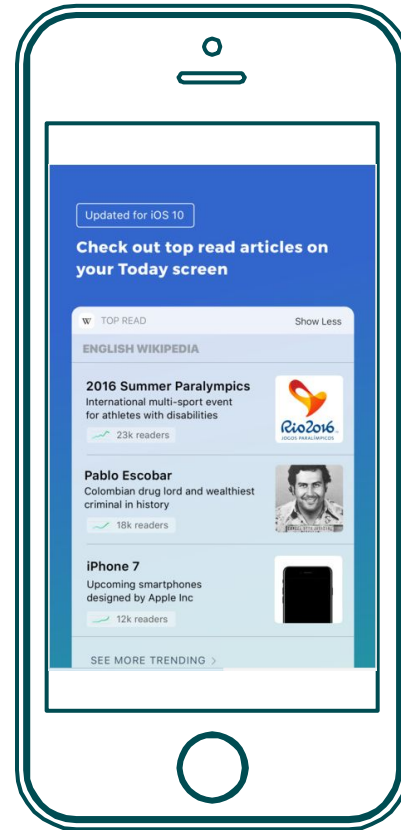 Updated for iOS 10
Check out top read articles on
your Today screen
W TOP READ Show Less
ENGLISH WIKIPEDIA
2016 Summer Paralympics
International multi-sport event
for athletes with disabilities
23k readers
Rio2016
JOGOS PARALÍMPICOS
Pablo Escobar
Colombian drug lord and wealthiest
criminal in history
18k readers
iPhone 7
Upcoming smartphones
designed by Apple Inc
12k readers
SEE MORE TRENDING >